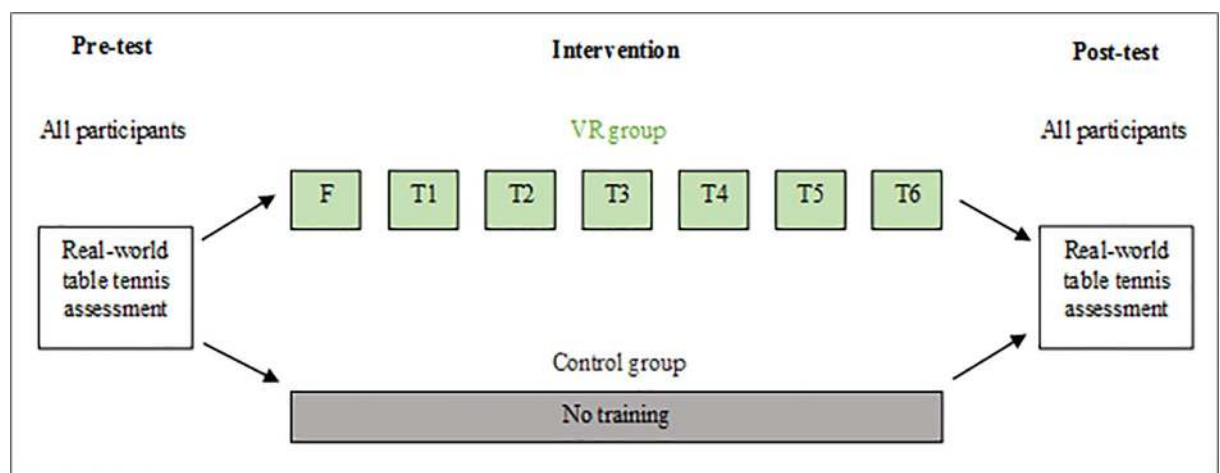 Pre-test
Intervention
Post-test
All participants
VR group
All participants
F
T1
T2
T3
T4
T5
T6
Real-world
table tennis
assessment
Real-world
table tennis
assessment
Control group
No training